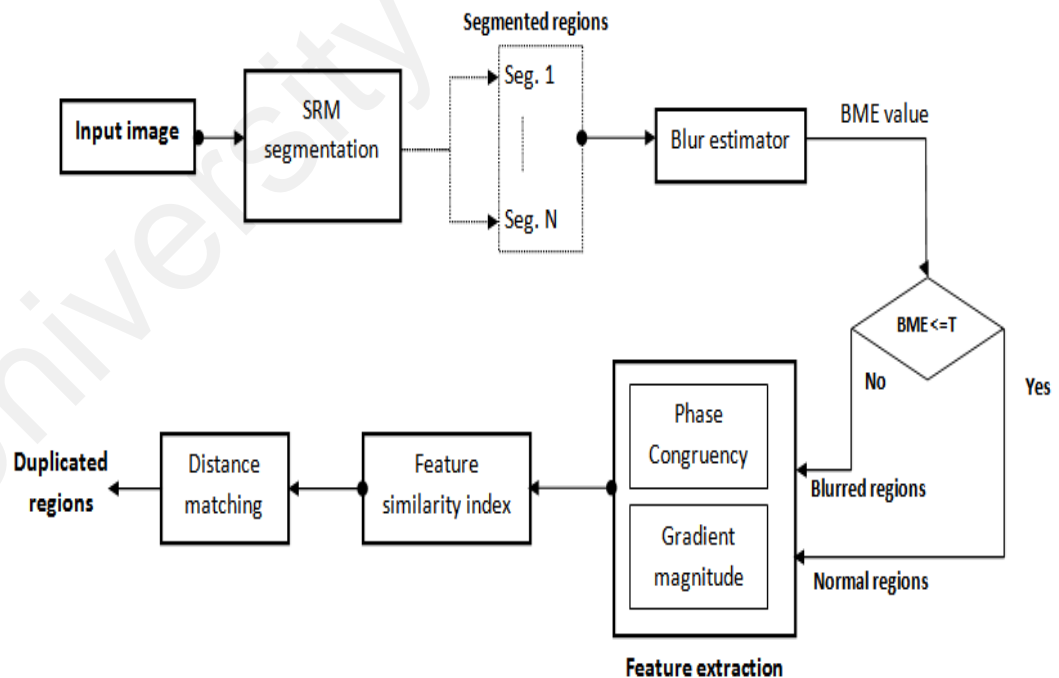 University
Segmented regions
Seg. 1
Seg. N
Input image
SRM
segmentation
Blur estimator
BME value
BME<=T
No
Yes
Blurred regions
Normal regions
Phase
Congruency
Gradient
magnitude
Feature extraction
Feature
similarity index
Distance
matching
Duplicated
regions